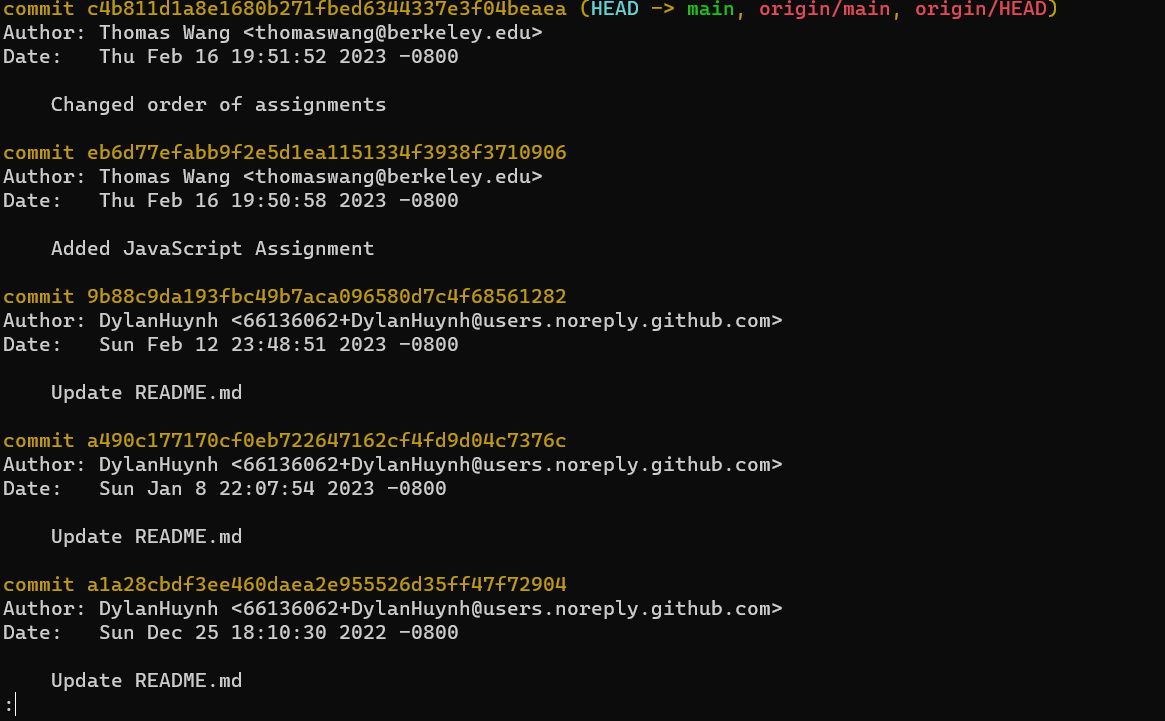 commit c4b811d1a8e1680b271fbed6344337e3f04beaea (HEAD -> main, origin/main, origin/HEAD)
Author: Thomas Wang <thomaswang@berkeley.edu>
Date:   Thu Feb 16 19:51:52 2023 -0800
    Changed order of assignments
commit eb6d77efabb9f2e5d1ea1151334f3938f3710906
Author: Thomas Wang <thomaswang@berkeley.edu>
Date:   Thu Feb 16 19:50:58 2023 -0800
    Added JavaScript Assignment
commit 9b88c9da193fbc49b7aca096580d7c4f68561282
Author: DylanHuynh <66136062+DylanHuynh@users.noreply.github.com>
Date:   Sun Feb 12 23:48:51 2023 -0800
    Update README.md
commit a490c177170cf0eb722647162cf4fd9d04c7376c
Author: DylanHuynh <66136062+DylanHuynh@users.noreply.github.com>
Date:   Sun Jan 8 22:07:54 2023 -0800
    Update README.md
commit a1a28cbdf3ee460daea2e955526d35ff47f72904
Author: DylanHuynh <66136062+DylanHuynh@users.noreply.github.com>
Date:   Sun Dec 25 18:10:30 2022 -0800
    Update README.md
: